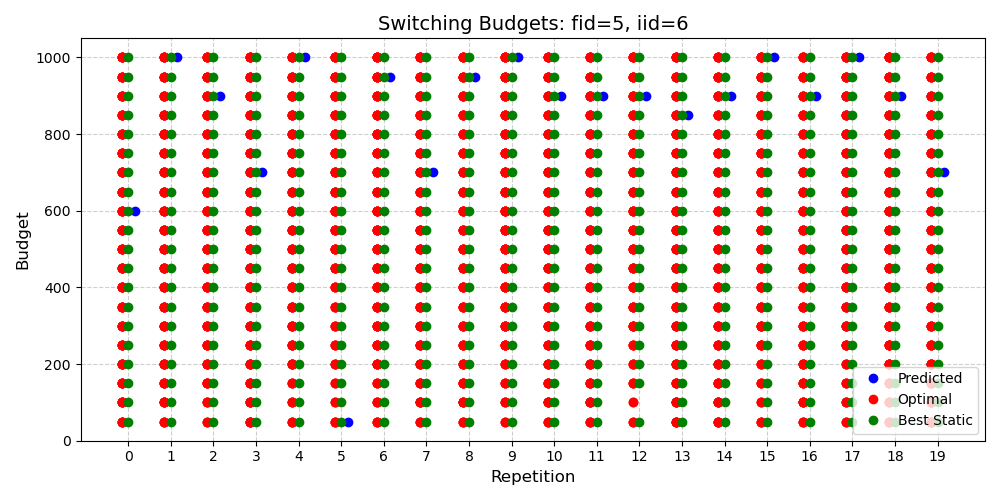 Switching Budgets: fid=5, iid=6
Budget
1000
800
600
400
200
0
0 1 2 3 4 5 6 7 8 9 10 11 12 13 14 15 16 17 18 19
Repetition
Predicted
Optimal
Best Static